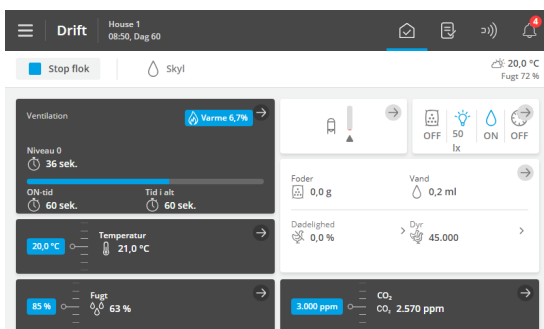 Drift
House 1
08:50, Dag 60
4
Stop flok
Skyl
20,0 °C
Fugt 72 %
Ventilation
Varme 6,7%
Niveau 0
36 sek.
ON-tid
60 sek.
Tid i alt
60 sek.
OFF
50
lx
ON
OFF
Foder
0,0 g
Vand
0,2 ml
Dødelighed
0,0 %
Dyr
45.000
20,0 °C
Temperatur
21,0 °C
85 %
Fugt
63 %
3.000 ppm
CO₂
CO₂ 2.570 ppm